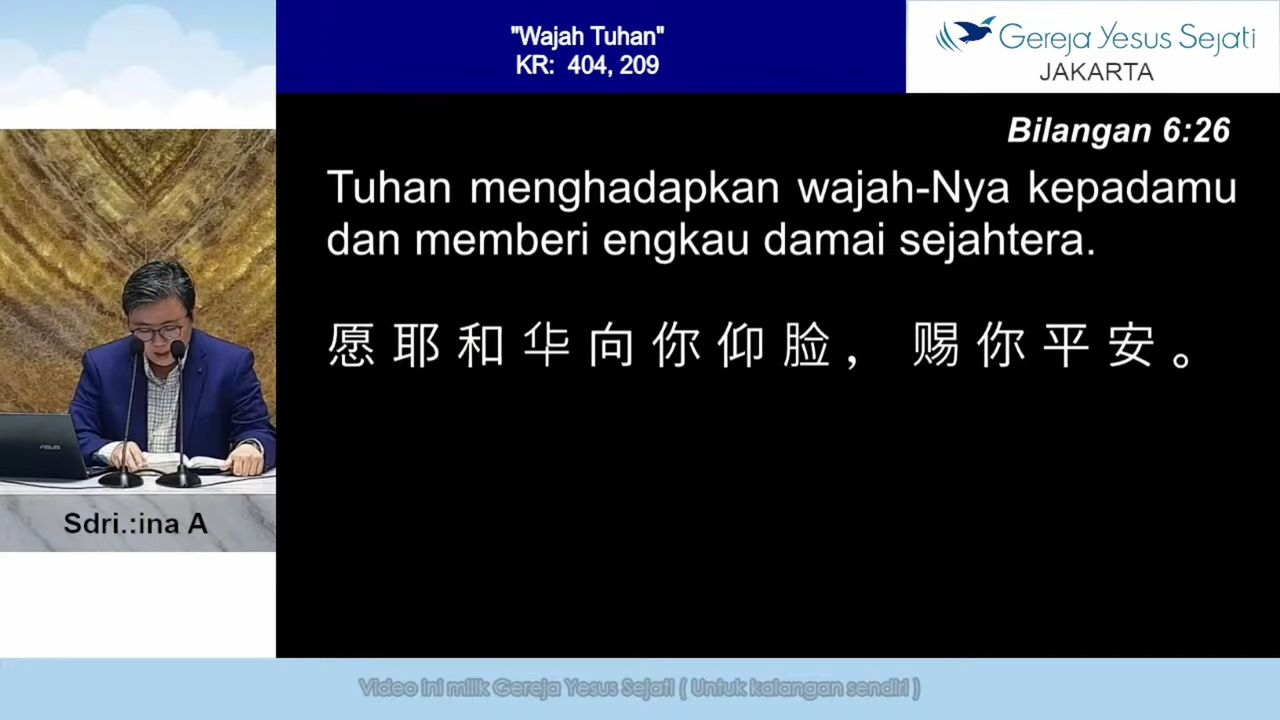 "Wajah Tuhan"
KR: 404, 209
Gereja Yesus Sejati
JAKARTA
Bilangan 6:26
Tuhan menghadapkan wajah-Nya kepadamu
dan memberi engkau damai sejahtera.
愿耶和华向你仰脸，赐你平安。
ASUS
Sdri.:ina A
Video ini milik Gereja Yesus Sejati ( Untuk kalangan sendiri )